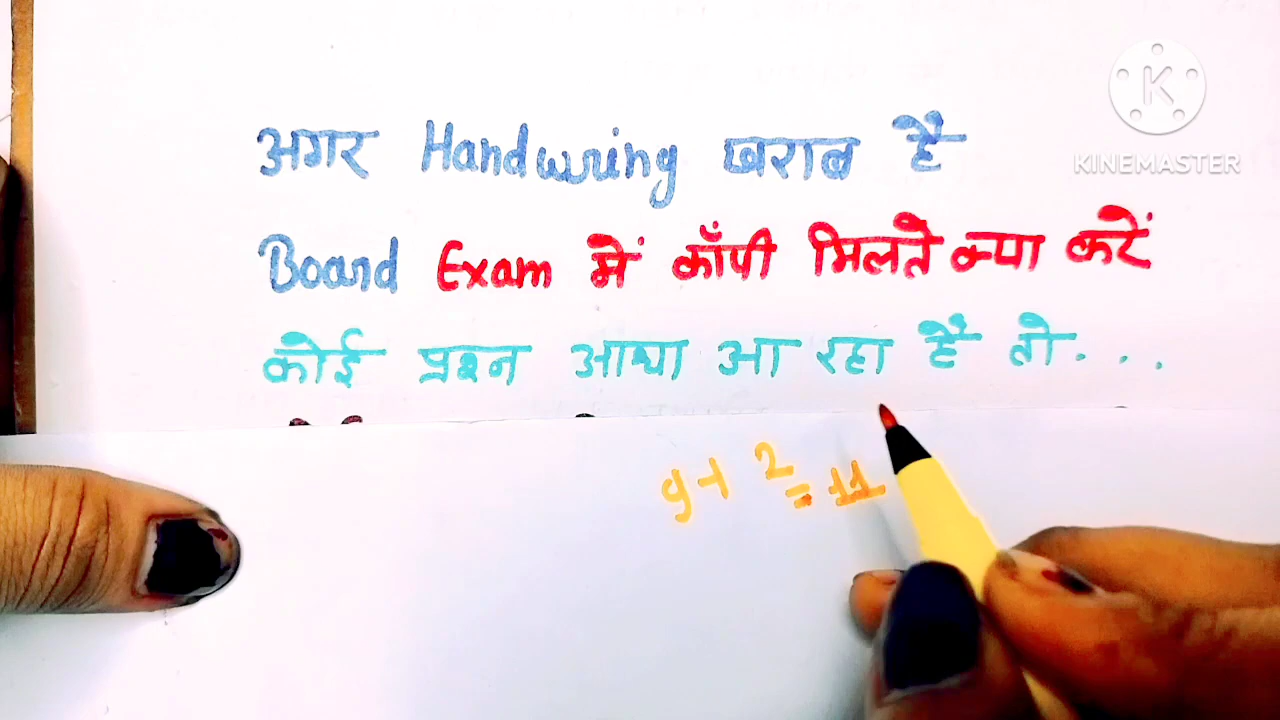 अगर Handwring खराब है
Board Exam में कॉंपी मिलते क्या करें
कोई प्रश्न आधा आ रहा है तो...
9+ 2 = 11
K
KINEMASTER